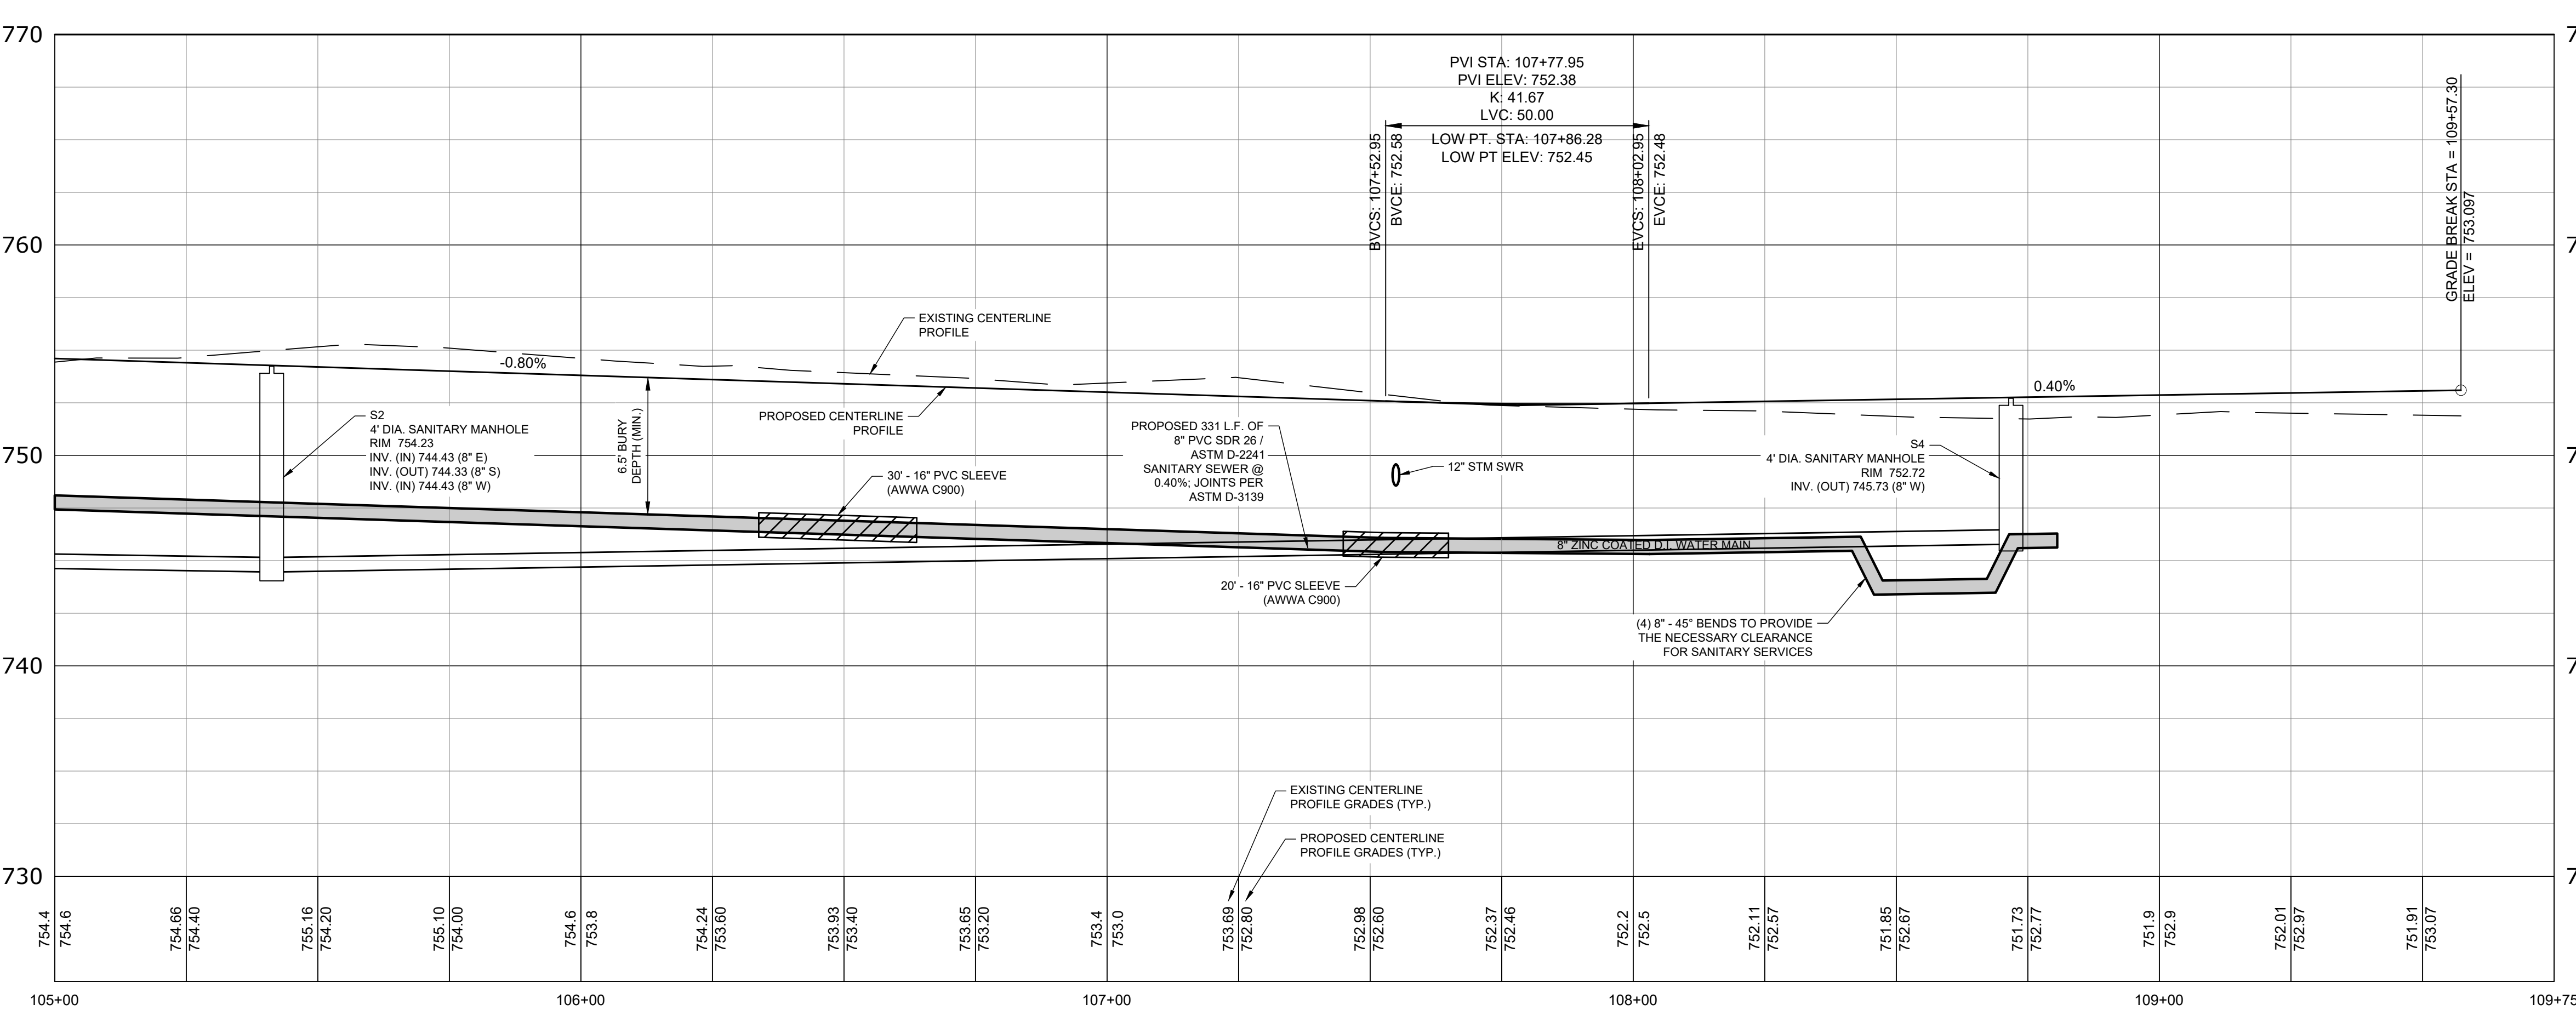 770
7
PVI STA: 107+77.95
PVI ELEV: 752.38
K: 41.67
LVC: 50.00
LOW PT. STA: 107+86.28
LOW PT ELEV: 752.45
BVCS: 107+52.95
BVCE: 752.58
EVCS: 108+02.95
EVCE: 752.48
GRADE BREAK STA = 109+57.30
ELEV = 753.097
760
7
EXISTING CENTERLINE
PROFILE
-0.80%
0.40%
S2
4' DIA. SANITARY MANHOLE
RIM 754.23
INV. (IN) 744.43 (8" E)
INV. (OUT) 744.33 (8" S)
INV. (IN) 744.43 (8" W)
6.5' BURY
DEPTH (MIN.)
PROPOSED CENTERLINE
PROFILE
30' - 16" PVC SLEEVE
(AWWA C900)
PROPOSED 331 L.F. OF
8" PVC SDR 26 /
ASTM D-2241
SANITARY SEWER @
0.40%; JOINTS PER
ASTM D-3139
12" STM SWR
S4
4' DIA. SANITARY MANHOLE
RIM 752.72
INV. (OUT) 745.73 (8" W)
750
7
8" ZINC COATED D.I. WATER MAIN
20' - 16" PVC SLEEVE
(AWWA C900)
(4) 8" - 45° BENDS TO PROVIDE
THE NECESSARY CLEARANCE
FOR SANITARY SERVICES
740
7
EXISTING CENTERLINE
PROFILE GRADES (TYP.)
PROPOSED CENTERLINE
PROFILE GRADES (TYP.)
730
7
754.4
754.6
754.66
754.40
755.16
754.20
755.10
754.00
754.6
753.8
754.24
753.60
753.93
753.40
753.65
753.20
753.4
753.0
753.69
752.80
752.98
752.60
752.37
752.46
752.2
752.5
752.11
752.57
751.85
752.67
751.73
752.77
751.9
752.9
752.01
752.97
751.91
753.07
105+00
106+00
107+00
108+00
109+00
109+75